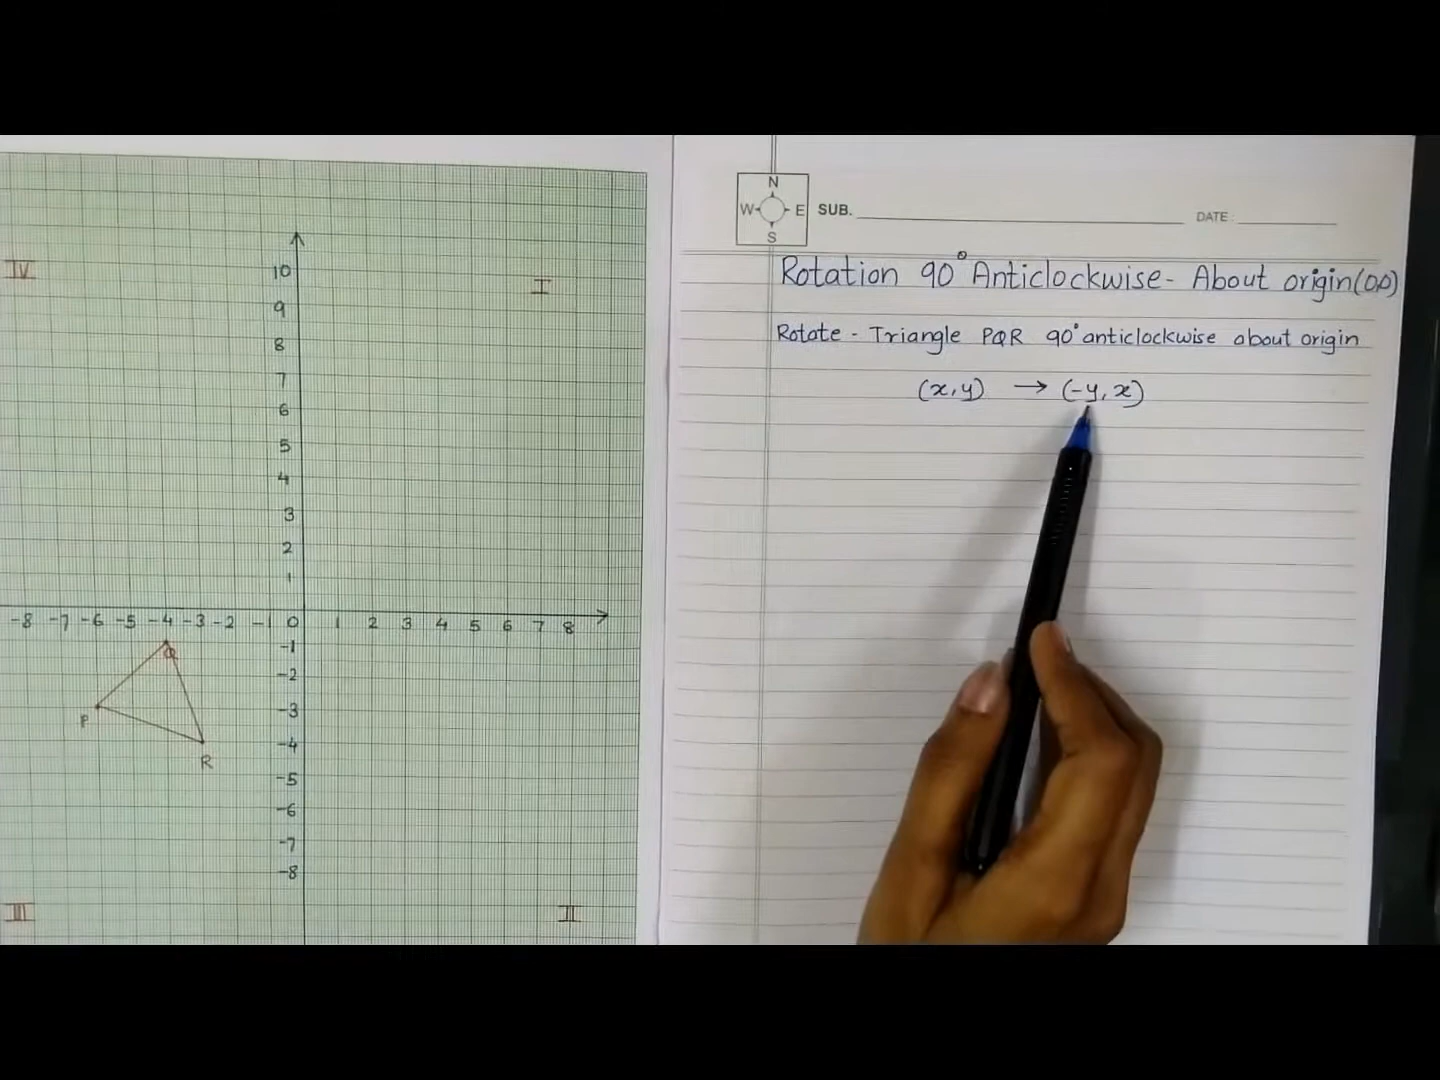 IV
I
10
9
8
7
6
5
4
3
2
1
-8 -7 -6 -5 -4 -3 -2 -1 0 1 2 3 4 5 6 7 8
-1
Q
-2
-3
P
-4
R
-5
-6
-7
-8
III
II
N
W E
S
SUB. DATE:
Rotation 90° Anticlockwise - About origin(0,0)
Rotate - Triangle PQR 90° anticlockwise about origin
(x,y) → (-y, x)